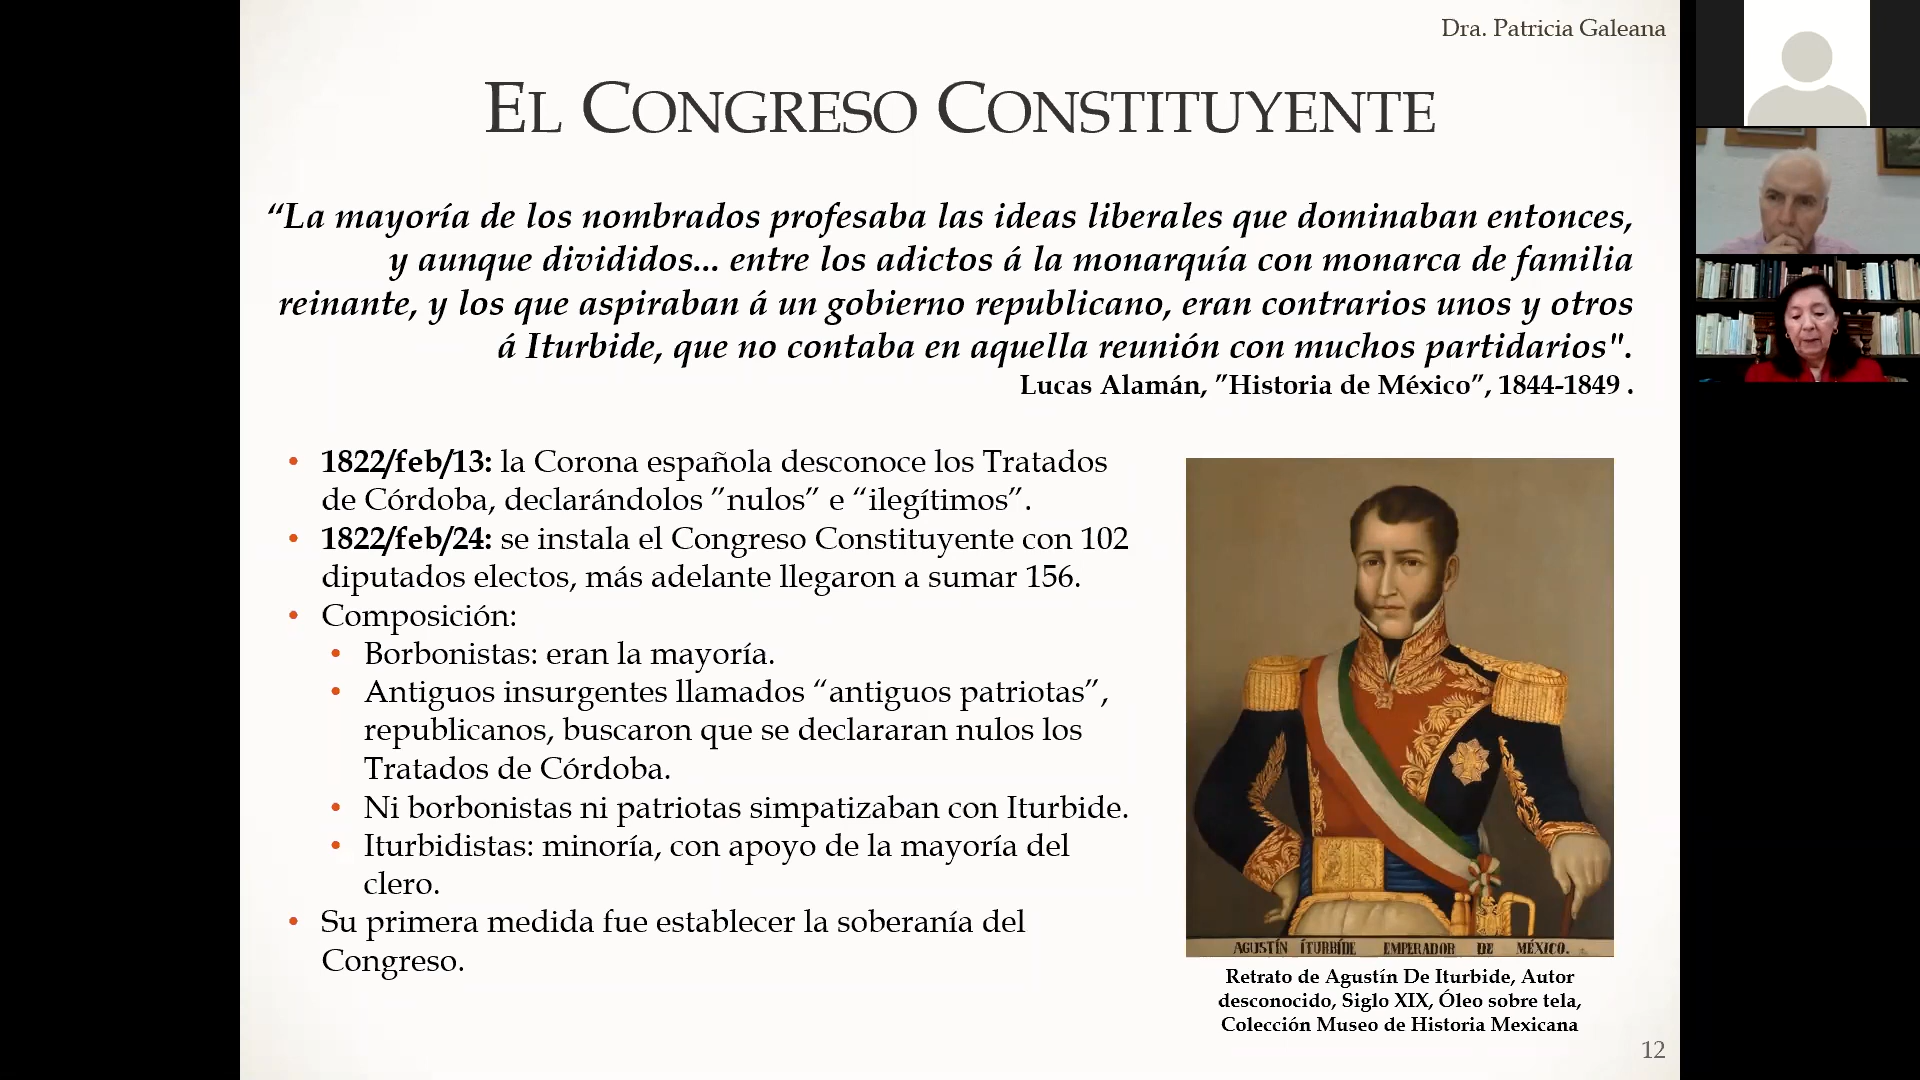 Dra. Patricia Galeana
EL CONGRESO CONSTITUYENTE
“La mayoría de los nombrados profesaba las ideas liberales que dominaban entonces,
y aunque divididos... entre los adictos á la monarquía con monarca de familia
reinante, y los que aspiraban á un gobierno republicano, eran contrarios unos y otros
á Iturbide, que no contaba en aquella reunión con muchos partidarios".
Lucas Alamán, ”Historia de México”, 1844-1849 .
• 1822/feb/13: la Corona española desconoce los Tratados
de Córdoba, declarándolos ”nulos” e “ilegítimos”.
• 1822/feb/24: se instala el Congreso Constituyente con 102
diputados electos, más adelante llegaron a sumar 156.
• Composición:
• Borbonistas: eran la mayoría.
• Antiguos insurgentes llamados “antiguos patriotas”,
republicanos, buscaron que se declararan nulos los
Tratados de Córdoba.
• Ni borbonistas ni patriotas simpatizaban con Iturbide.
• Iturbidistas: minoría, con apoyo de la mayoría del
clero.
• Su primera medida fue establecer la soberanía del
Congreso.
AGUSTÍN ÍTURBÍDE EMPERADOR DE MÉXICO.
Retrato de Agustín De Iturbide, Autor
desconocido, Siglo XIX, Óleo sobre tela,
Colección Museo de Historia Mexicana
12